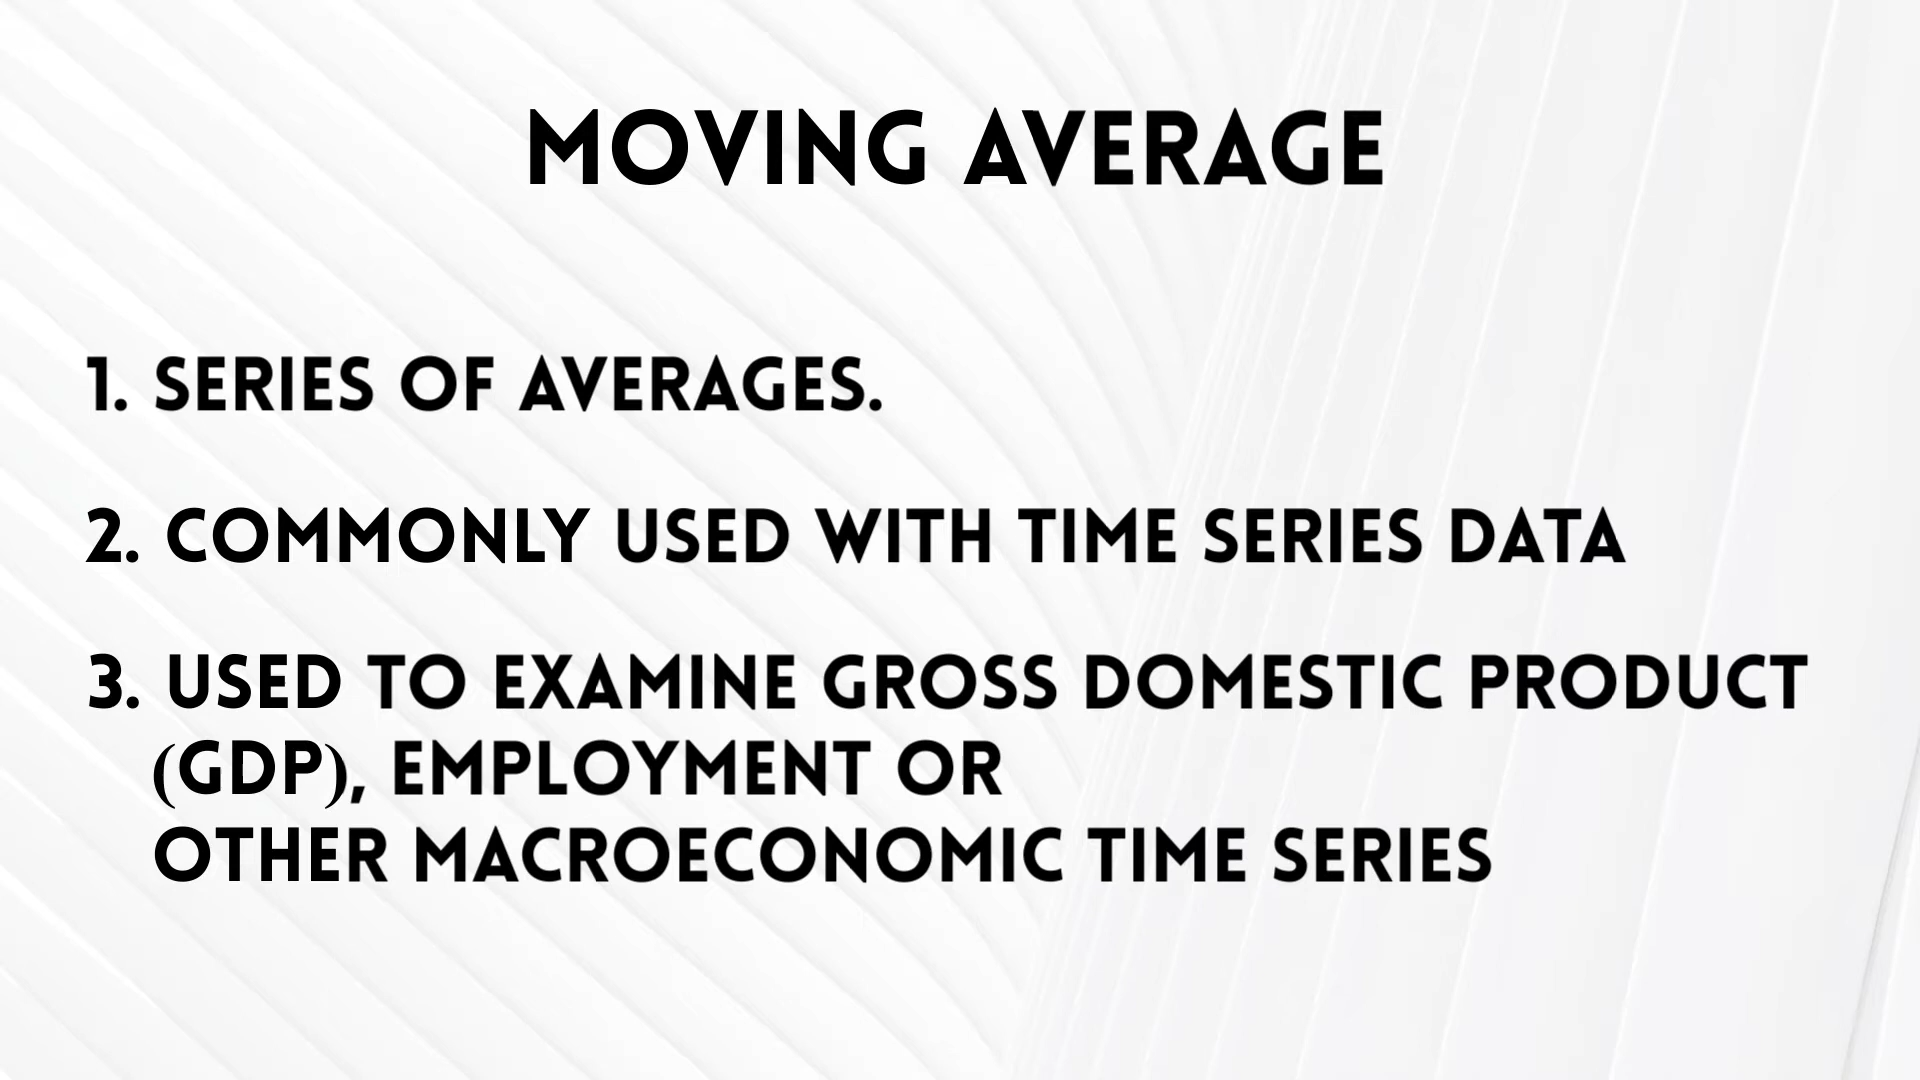 MOVING AVERAGE
1. SERIES OF AVERAGES.
2. COMMONLY USED WITH TIME SERIES DATA
3. USED TO EXAMINE GROSS DOMESTIC PRODUCT
(GDP), EMPLOYMENT OR
OTHER MACROECONOMIC TIME SERIES